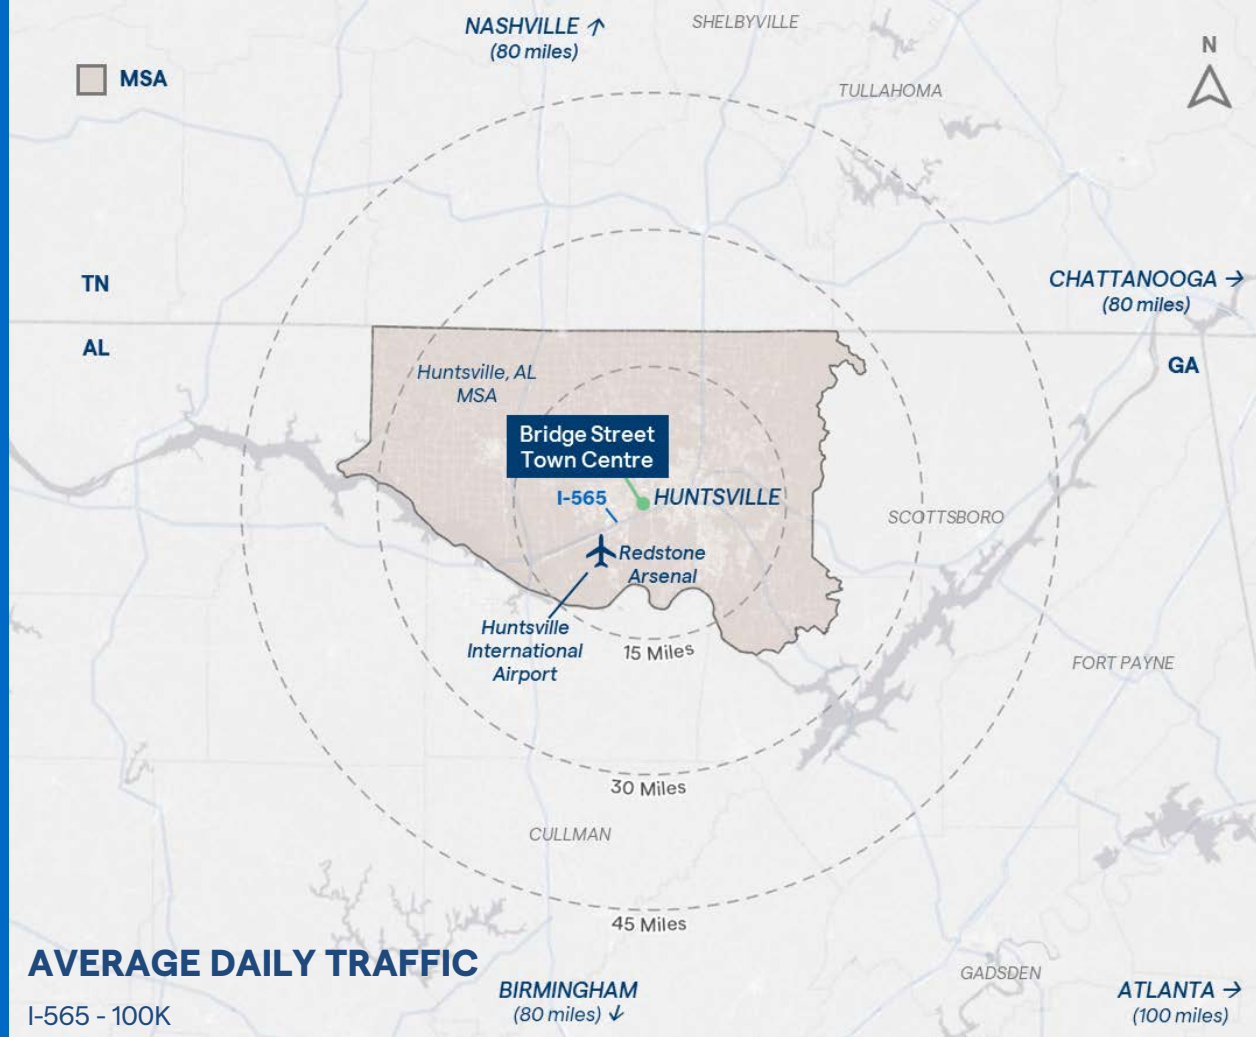 NASHVILLE ↑
(80 miles)
SHELBYVILLE
N
MSA
TULLAHOMA
TN
CHATTANOOGA →
(80 miles)
AL
GA
Huntsville, AL
MSA
Bridge Street
Town Centre
I-565
HUNTSVILLE
SCOTTSBORO
Redstone
Arsenal
Huntsville
International
Airport
15 Miles
FORT PAYNE
30 Miles
CULLMAN
45 Miles
AVERAGE DAILY TRAFFIC
I-565 - 100K
BIRMINGHAM
(80 miles) ↓
GADSDEN
ATLANTA →
(100 miles)